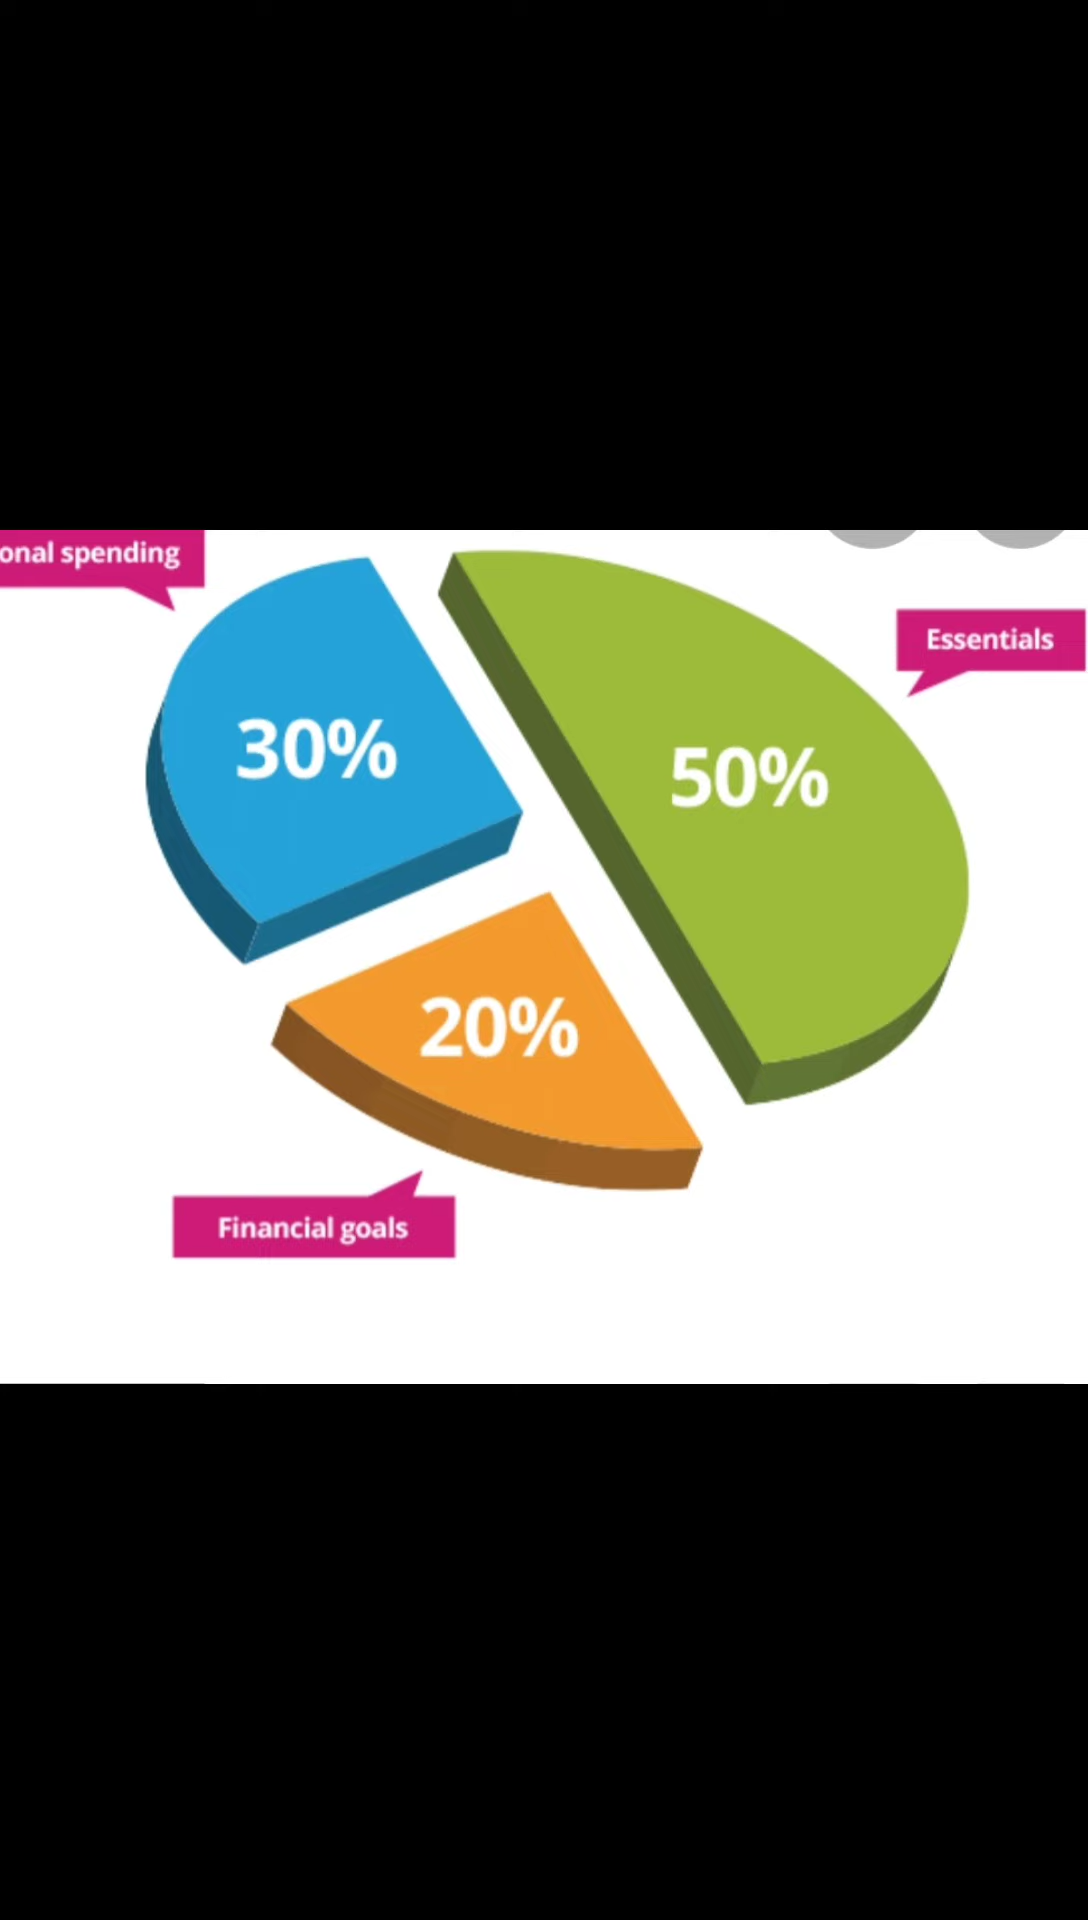 onal spending
Essentials
30%
50%
20%
Financial goals